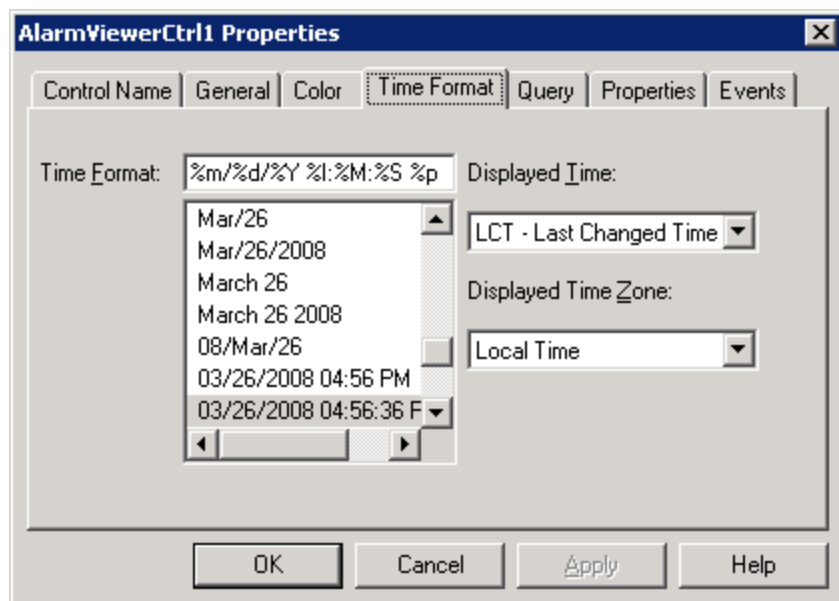 AlarmViewerCtrl1 Properties
Control Name General Color Time Format Query Properties Events
Time Format: %m/%d/%Y %I:%M:%S %p
Displayed Time:
LCT - Last Changed Time
Displayed Time Zone:
Local Time
Mar/26
Mar/26/2008
March 26
March 26 2008
08/Mar/26
03/26/2008 04:56 PM
03/26/2008 04:56:36 F
OK Cancel Apply Help